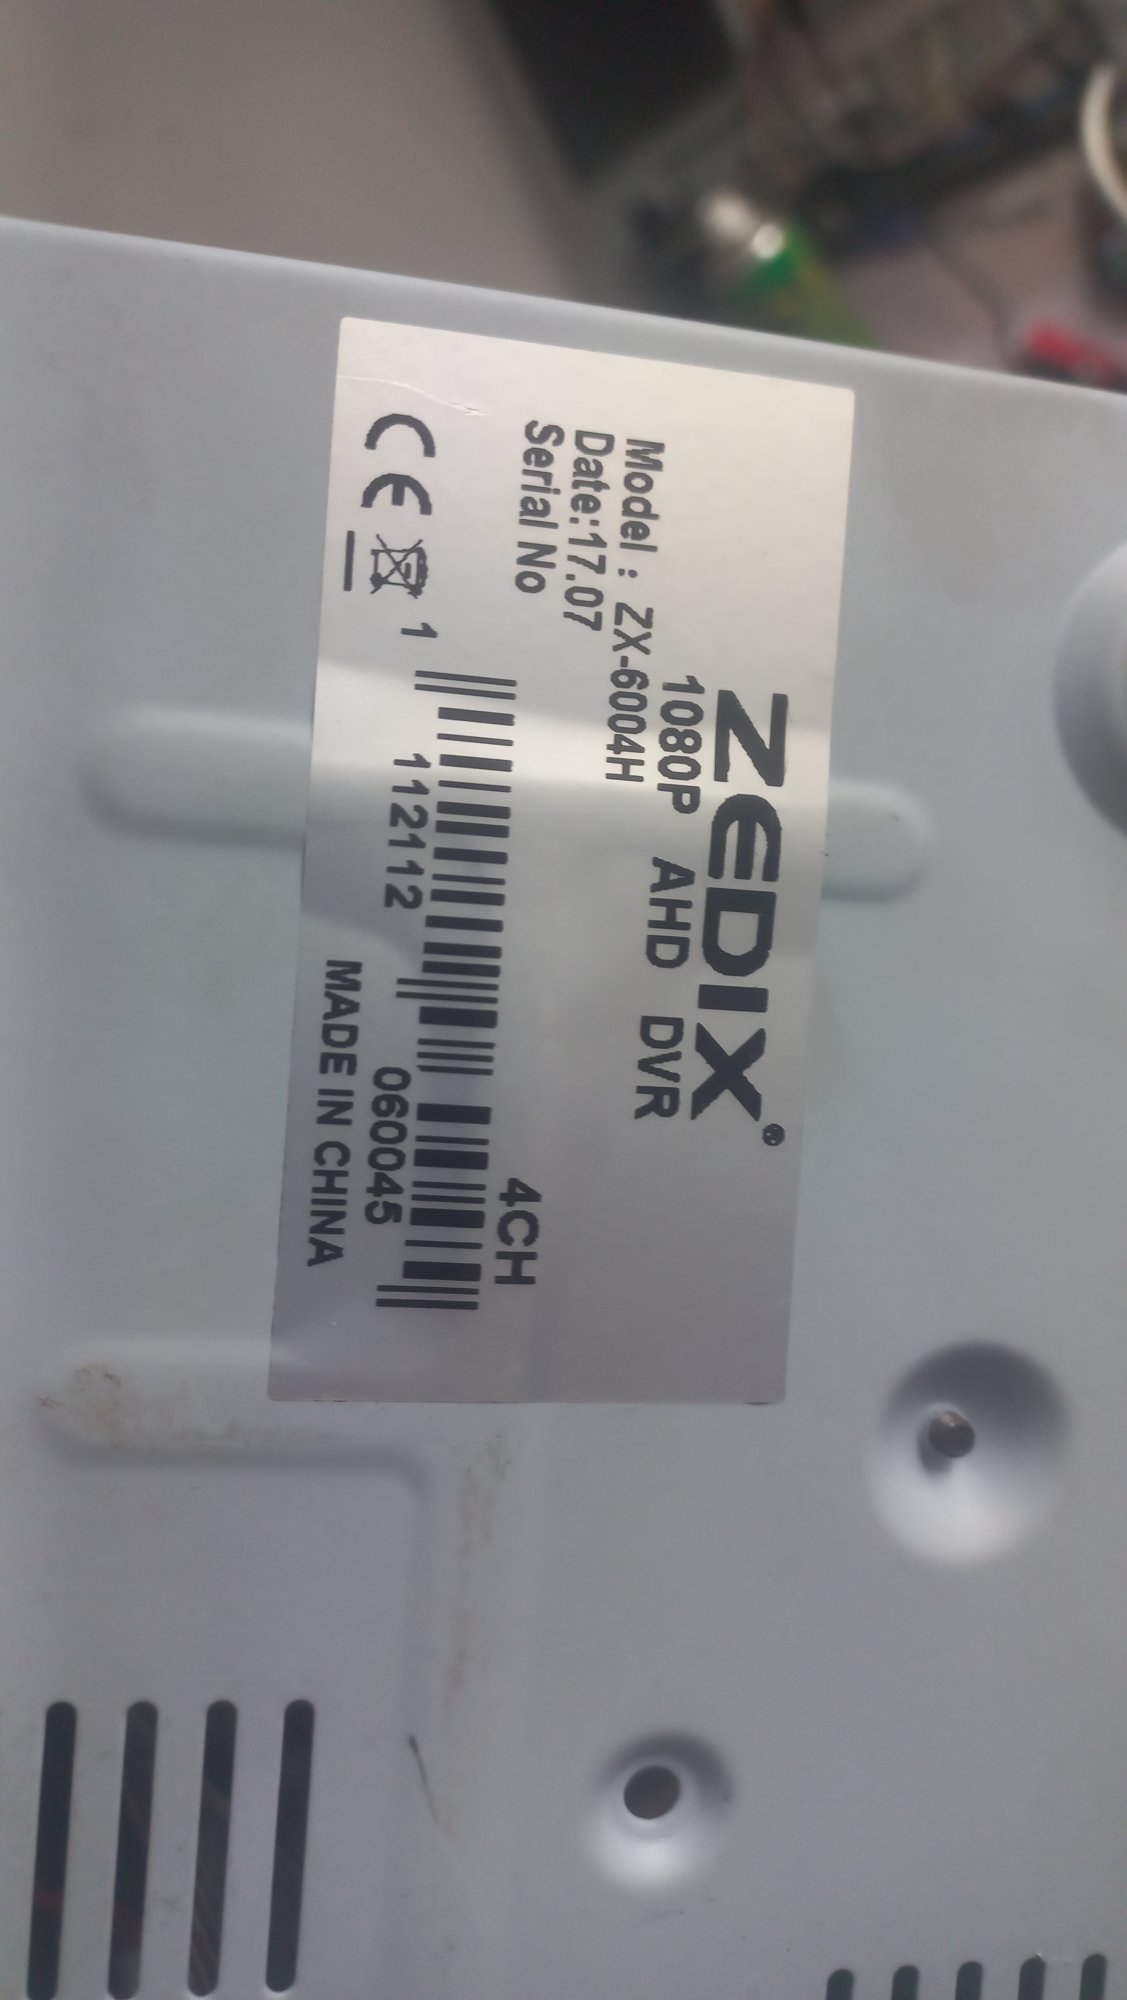 ZEDIX®
1080P AHD DVR
Model : ZX-6004H
Date:17.07
Serial No
4CH
1 112112 060045
MADE IN CHINA
CE